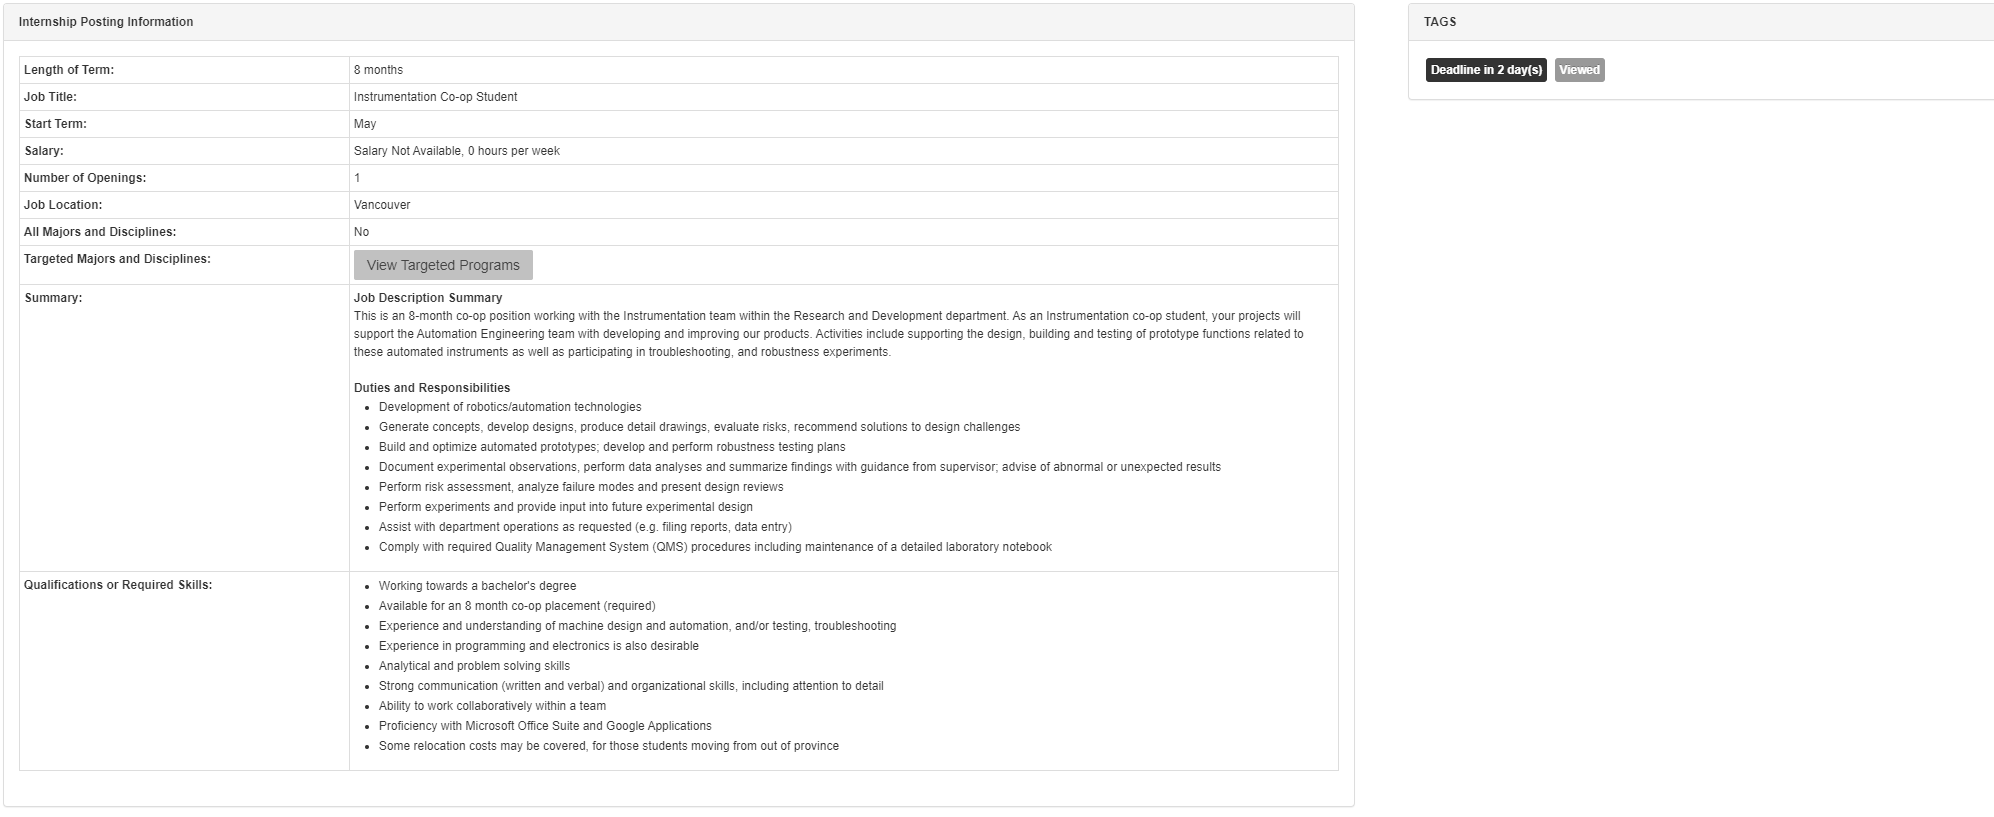 Internship Posting Information
Length of Term: 8 months
Job Title: Instrumentation Co-op Student
Start Term: May
Salary: Salary Not Available, 0 hours per week
Number of Openings: 1
Job Location: Vancouver
All Majors and Disciplines: No
Targeted Majors and Disciplines: View Targeted Programs
Summary: Job Description Summary
This is an 8-month co-op position working with the Instrumentation team within the Research and Development department. As an Instrumentation co-op student, your projects will
support the Automation Engineering team with developing and improving our products. Activities include supporting the design, building and testing of prototype functions related to
these automated instruments as well as participating in troubleshooting, and robustness experiments.
Duties and Responsibilities
• Development of robotics/automation technologies
• Generate concepts, develop designs, produce detail drawings, evaluate risks, recommend solutions to design challenges
• Build and optimize automated prototypes; develop and perform robustness testing plans
• Document experimental observations, perform data analyses and summarize findings with guidance from supervisor; advise of abnormal or unexpected results
• Perform risk assessment, analyze failure modes and present design reviews
• Perform experiments and provide input into future experimental design
• Assist with department operations as requested (e.g. filing reports, data entry)
• Comply with required Quality Management System (QMS) procedures including maintenance of a detailed laboratory notebook
Qualifications or Required Skills:
• Working towards a bachelor's degree
• Available for an 8 month co-op placement (required)
• Experience and understanding of machine design and automation, and/or testing, troubleshooting
• Experience in programming and electronics is also desirable
• Analytical and problem solving skills
• Strong communication (written and verbal) and organizational skills, including attention to detail
• Ability to work collaboratively within a team
• Proficiency with Microsoft Office Suite and Google Applications
• Some relocation costs may be covered, for those students moving from out of province
TAGS
Deadline in 2 day(s) Viewed